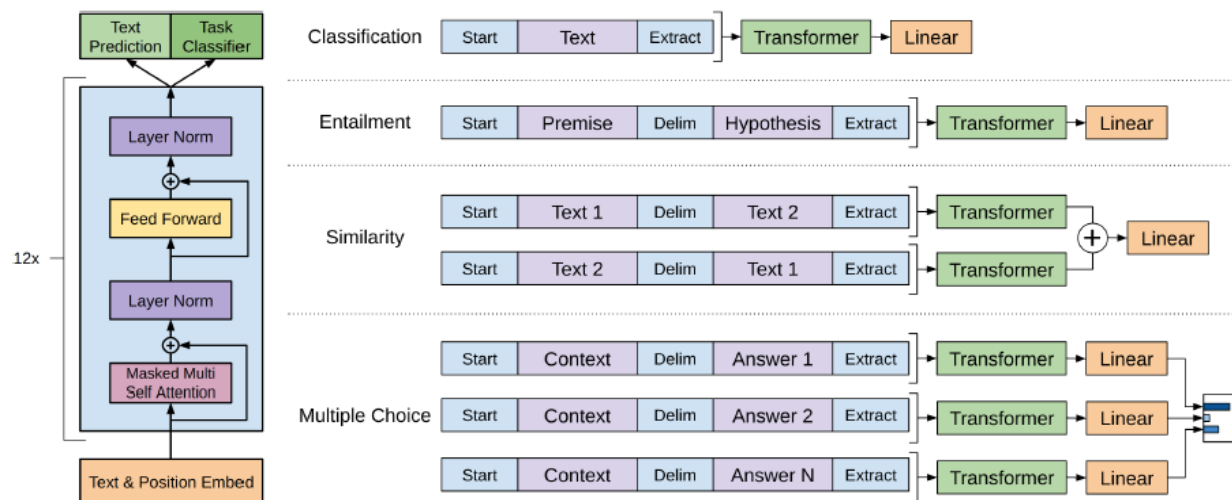 Text
Prediction
Task
Classifier
Layer Norm
+
Feed Forward
12x
Layer Norm
+
Masked Multi
Self Attention
Text & Position Embed
Classification
Start Text Extract Transformer Linear
Entailment
Start Premise Delim Hypothesis Extract Transformer Linear
Similarity
Start Text 1 Delim Text 2 Extract Transformer
+ Linear
Start Text 2 Delim Text 1 Extract Transformer
Multiple Choice
Start Context Delim Answer 1 Extract Transformer Linear
Start Context Delim Answer 2 Extract Transformer Linear
Start Context Delim Answer N Extract Transformer Linear